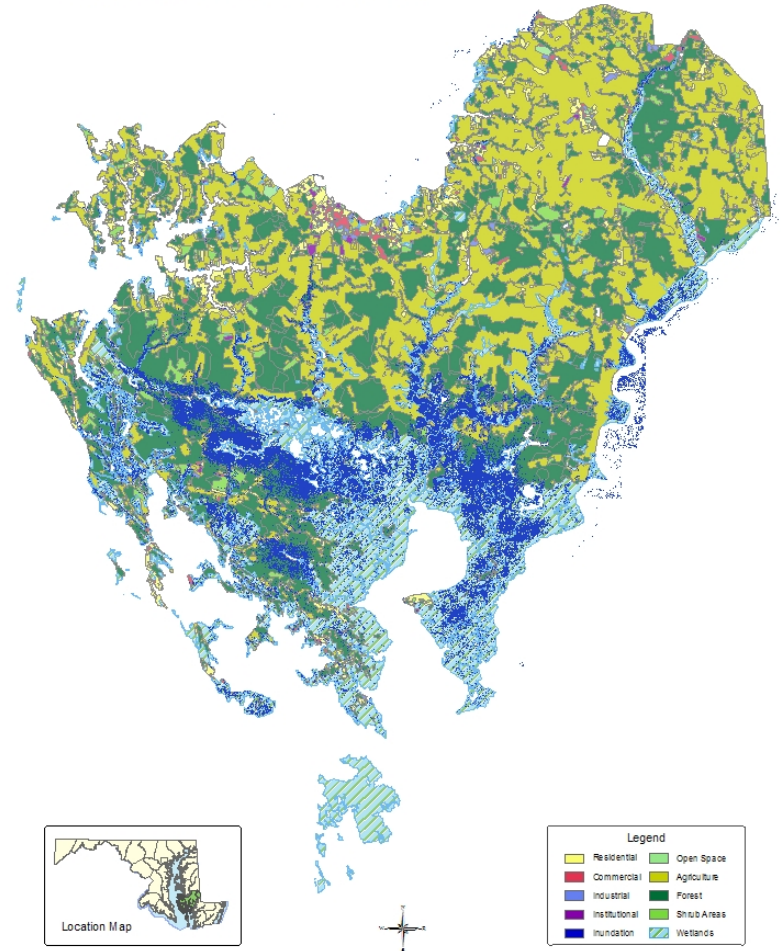 Location Map
Legend
Residential
Commercial
Industrial
Institutional
Inundation
Open Space
Agriculture
Forest
Shrub Areas
Wetlands